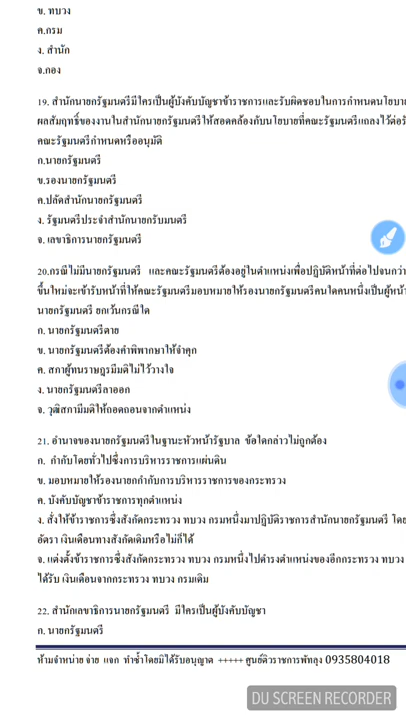 ข. ทบวง
ค.กรม
ง. สำนัก
จ.กอง
19. สำนักนายกรัฐมนตรีมีใครเป็นผู้บังคับบัญชาข้าราชการและรับผิดชอบในการกำหนดนโยบาย
ผลสัมฤทธิ์ของงานในสำนักนายกรัฐมนตรีให้สอดคล้องกับนโยบายที่คณะรัฐมนตรีแถลงไว้ต่อ
คณะรัฐมนตรีกำหนดหรืออนุมัติ
ก.นายกรัฐมนตรี
ข.รองนายกรัฐมนตรี
ค.ปลัดสำนักนายกรัฐมนตรี
ง. รัฐมนตรีประจำสำนักนายกรับมนตรี
จ. เลขาธิการนายกรัฐมนตรี
20.กรณีไม่มีนายกรัฐมนตรี และคณะรัฐมนตรีต้องอยู่ในตำแหน่งเพื่อปฏิบัติหน้าที่ต่อไปจนกว่า
ขึ้นใหม่จะเข้ารับหน้าที่ให้คณะรัฐมนตรีมอบหมายให้รองนายกรัฐมนตรีคนใดคนหนึ่งเป็นผู้
นายกรัฐมนตรี ยกเว้นกรณีใด
ก. นายกรัฐมนตรีตาย
ข. นายกรัฐมนตรีต้องคำพิพากษาให้จำคุก
ค. สภาผู้ทนราษฎรมีมติไม่ไว้วางใจ
ง. นายกรัฐมนตรีลาออก
จ. วุฒิสภามีมติให้ถอดถอนจากตำแหน่ง
21. อำนาจของนายกรัฐมนตรีในฐานะหัวหน้ารัฐบาล ข้อใดกล่าวไม่ถูกต้อง
ก. กำกับโดยทั่วไปซึ่งการบริหารราชการแผ่นดิน
ข. มอบหมายให้รองนายกกำกับการบริหารราชการของกระทรวง
ค. บังคับบัญชาข้าราชการทุกตำแหน่ง
ง. สั่งให้ข้าราชการซึ่งสังกัดกระทรวง ทบวง กรมหนึ่งมาปฏิบัติราชการสำนักนายกรัฐมนตรี โดย
อัตรา เงินเดือนทางสังกัดเดิมหรือไม่ก็ได้
จ. แต่งตั้งข้าราชการซึ่งสังกัดกระทรวง ทบวง กรมหนึ่งไปดำรงตำแหน่งของอีกกระทรวง ทบวง
ได้รับ เงินเดือนจากกระทรวง ทบวง กรมเดิม
22. สำนักเลขาธิการนายกรัฐมนตรี มีใครเป็นผู้บังคับบัญชา
ก. นายกรัฐมนตรี
ห้ามจำหน่าย จ่าย แจก ทำซ้ำโดยมิได้รับอนุญาต +++++ ศูนย์ติวราชการพัทลุง 0935804018
DU SCREEN RECORDER